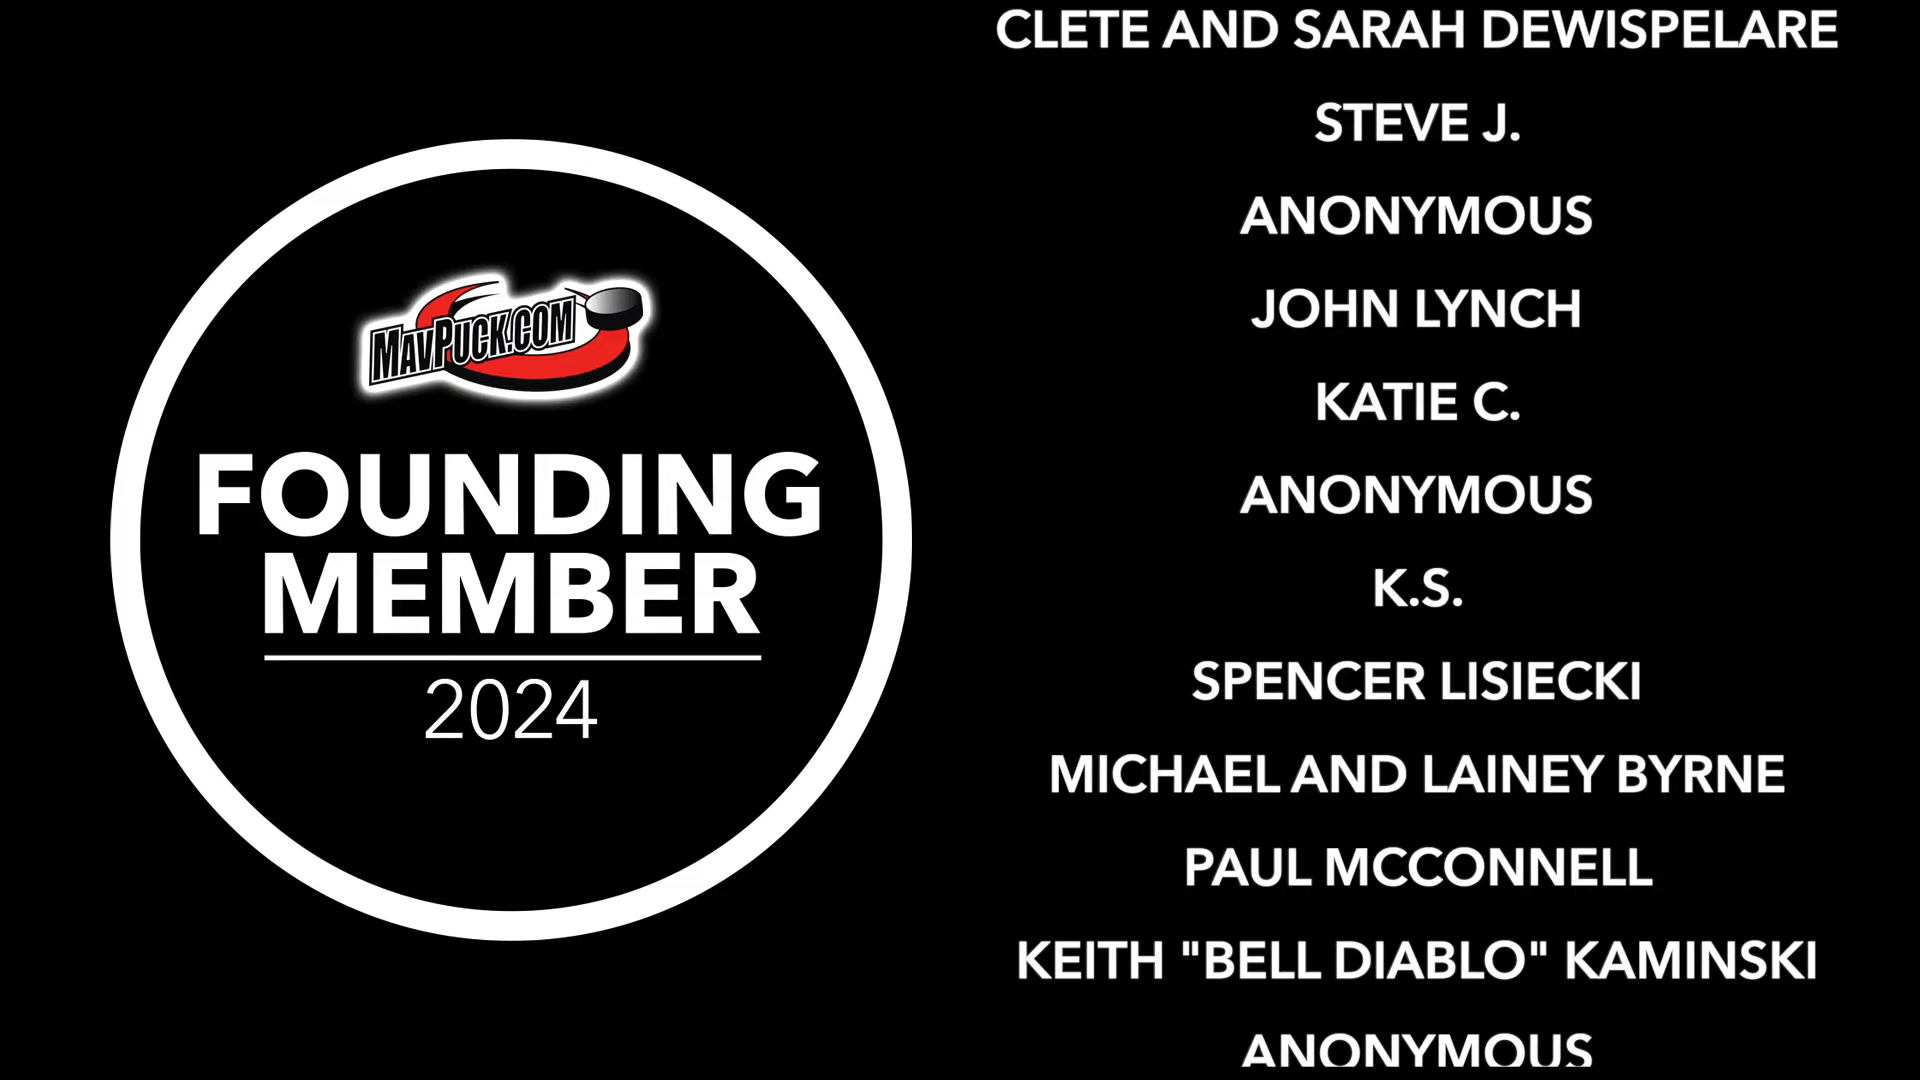 MAVPUCK.COM
FOUNDING
MEMBER
2024
CLETE AND SARAH DEWISPELARE
STEVE J.
ANONYMOUS
JOHN LYNCH
KATIE C.
ANONYMOUS
K.S.
SPENCER LISIECKI
MICHAEL AND LAINEY BYRNE
PAUL MCCONNELL
KEITH "BELL DIABLO" KAMINSKI
ANONYMOUS